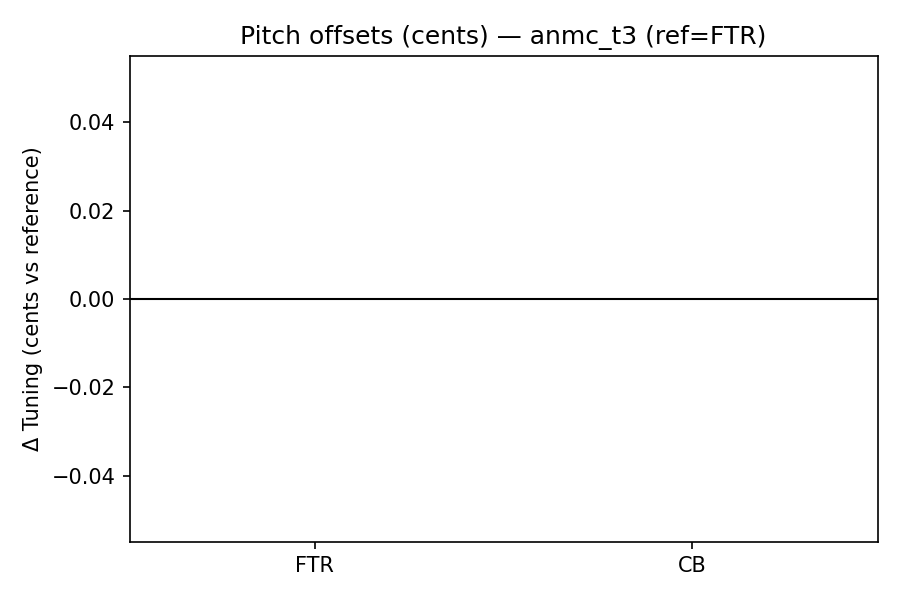 Pitch offsets (cents) — anmc_t3 (ref=FTR)
Δ Tuning (cents vs reference)
0.04
0.02
0.00
−0.02
−0.04
FTR
CB